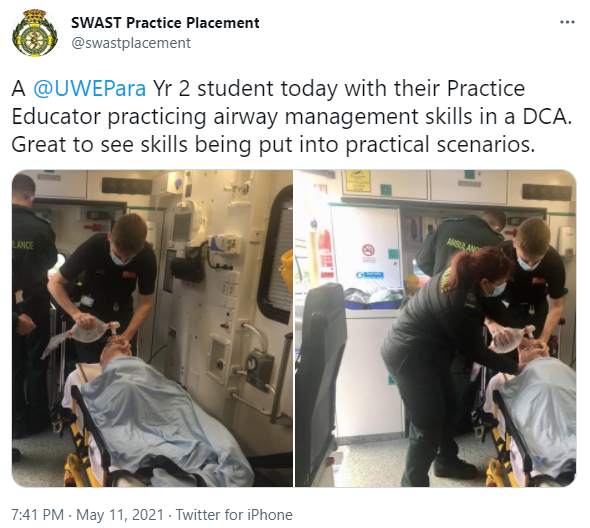 SWAST Practice Placement
@swastplacement
A @UWEPara Yr 2 student today with their Practice
Educator practicing airway management skills in a DCA.
Great to see skills being put into practical scenarios.
AMBULANCE
AMBULANCE
7:41 PM · May 11, 2021 · Twitter for iPhone